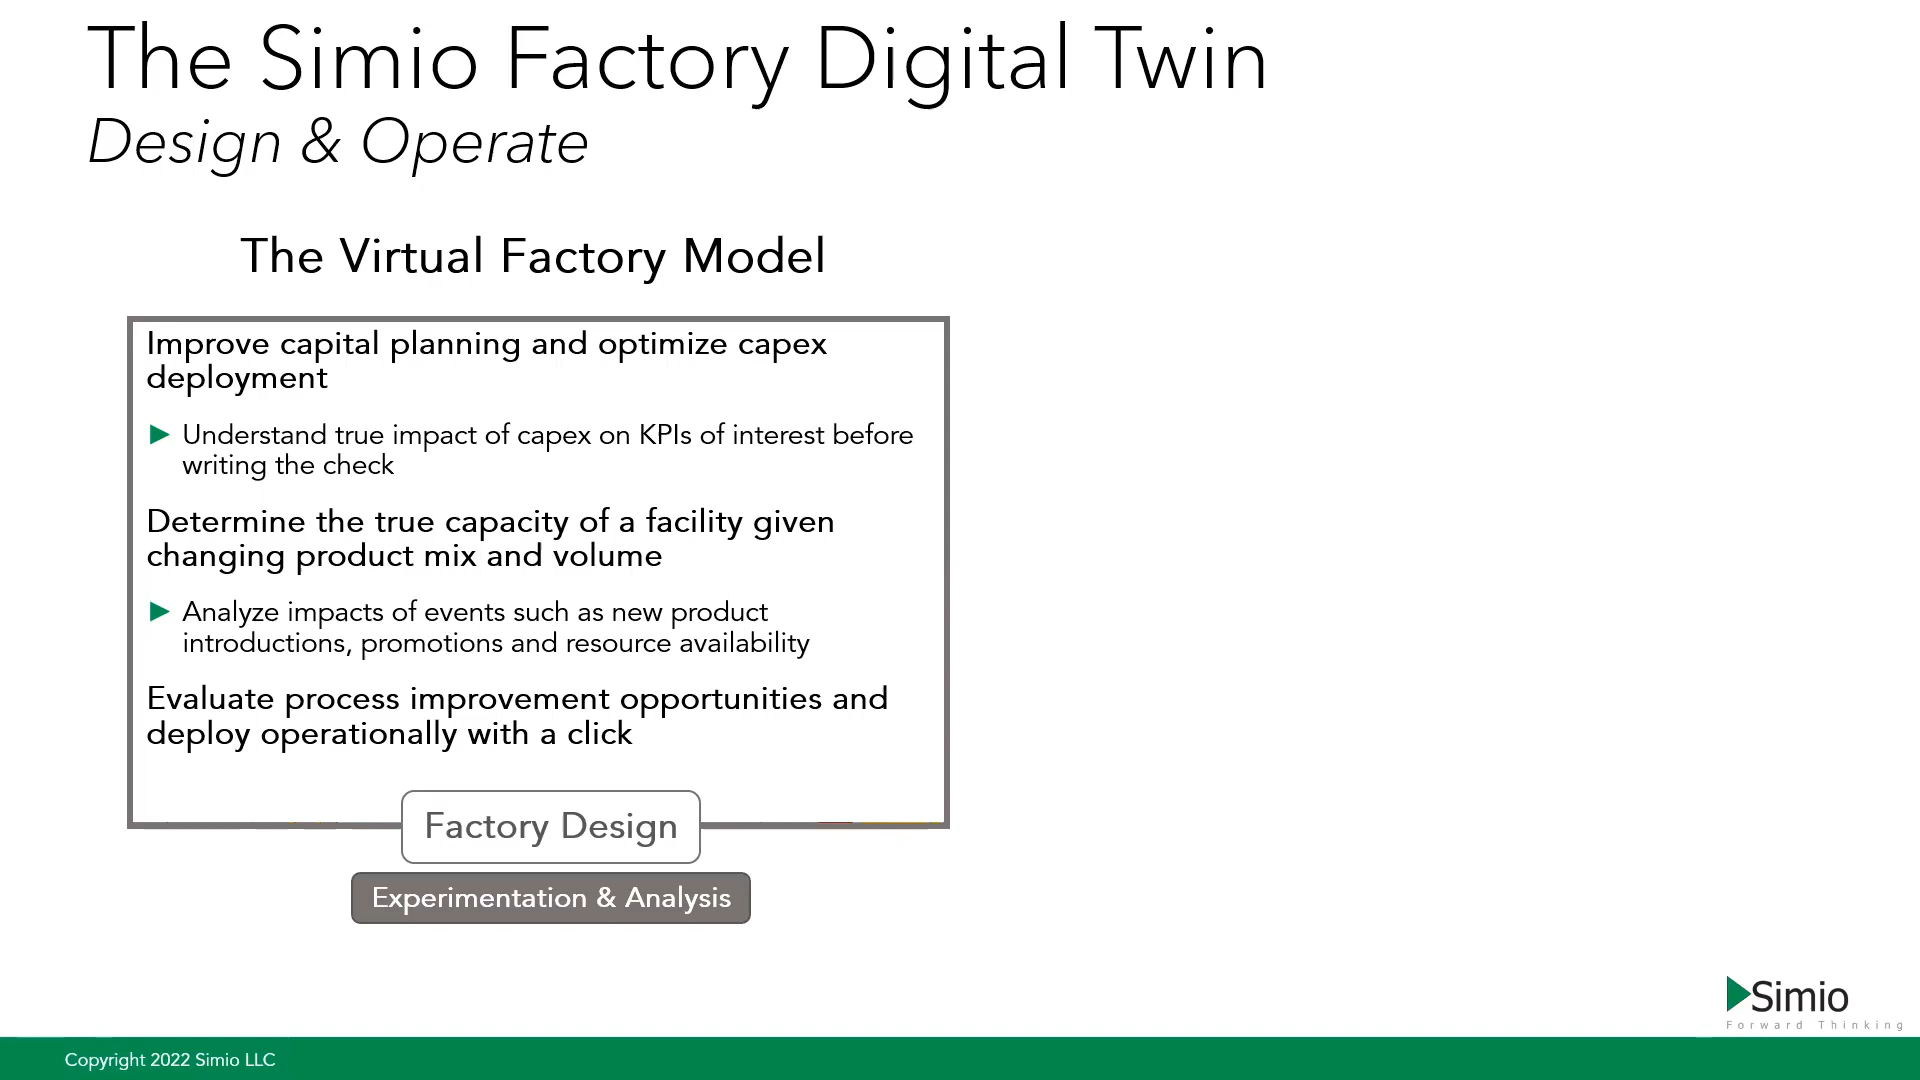 The Simio Factory Digital Twin
Design & Operate
The Virtual Factory Model
Improve capital planning and optimize capex
deployment
Understand true impact of capex on KPIs of interest before
writing the check
Determine the true capacity of a facility given
changing product mix and volume
Analyze impacts of events such as new product
introductions, promotions and resource availability
Evaluate process improvement opportunities and
deploy operationally with a click
Factory Design
Experimentation & Analysis
Simio
Forward Thinking
Copyright 2022 Simio LLC